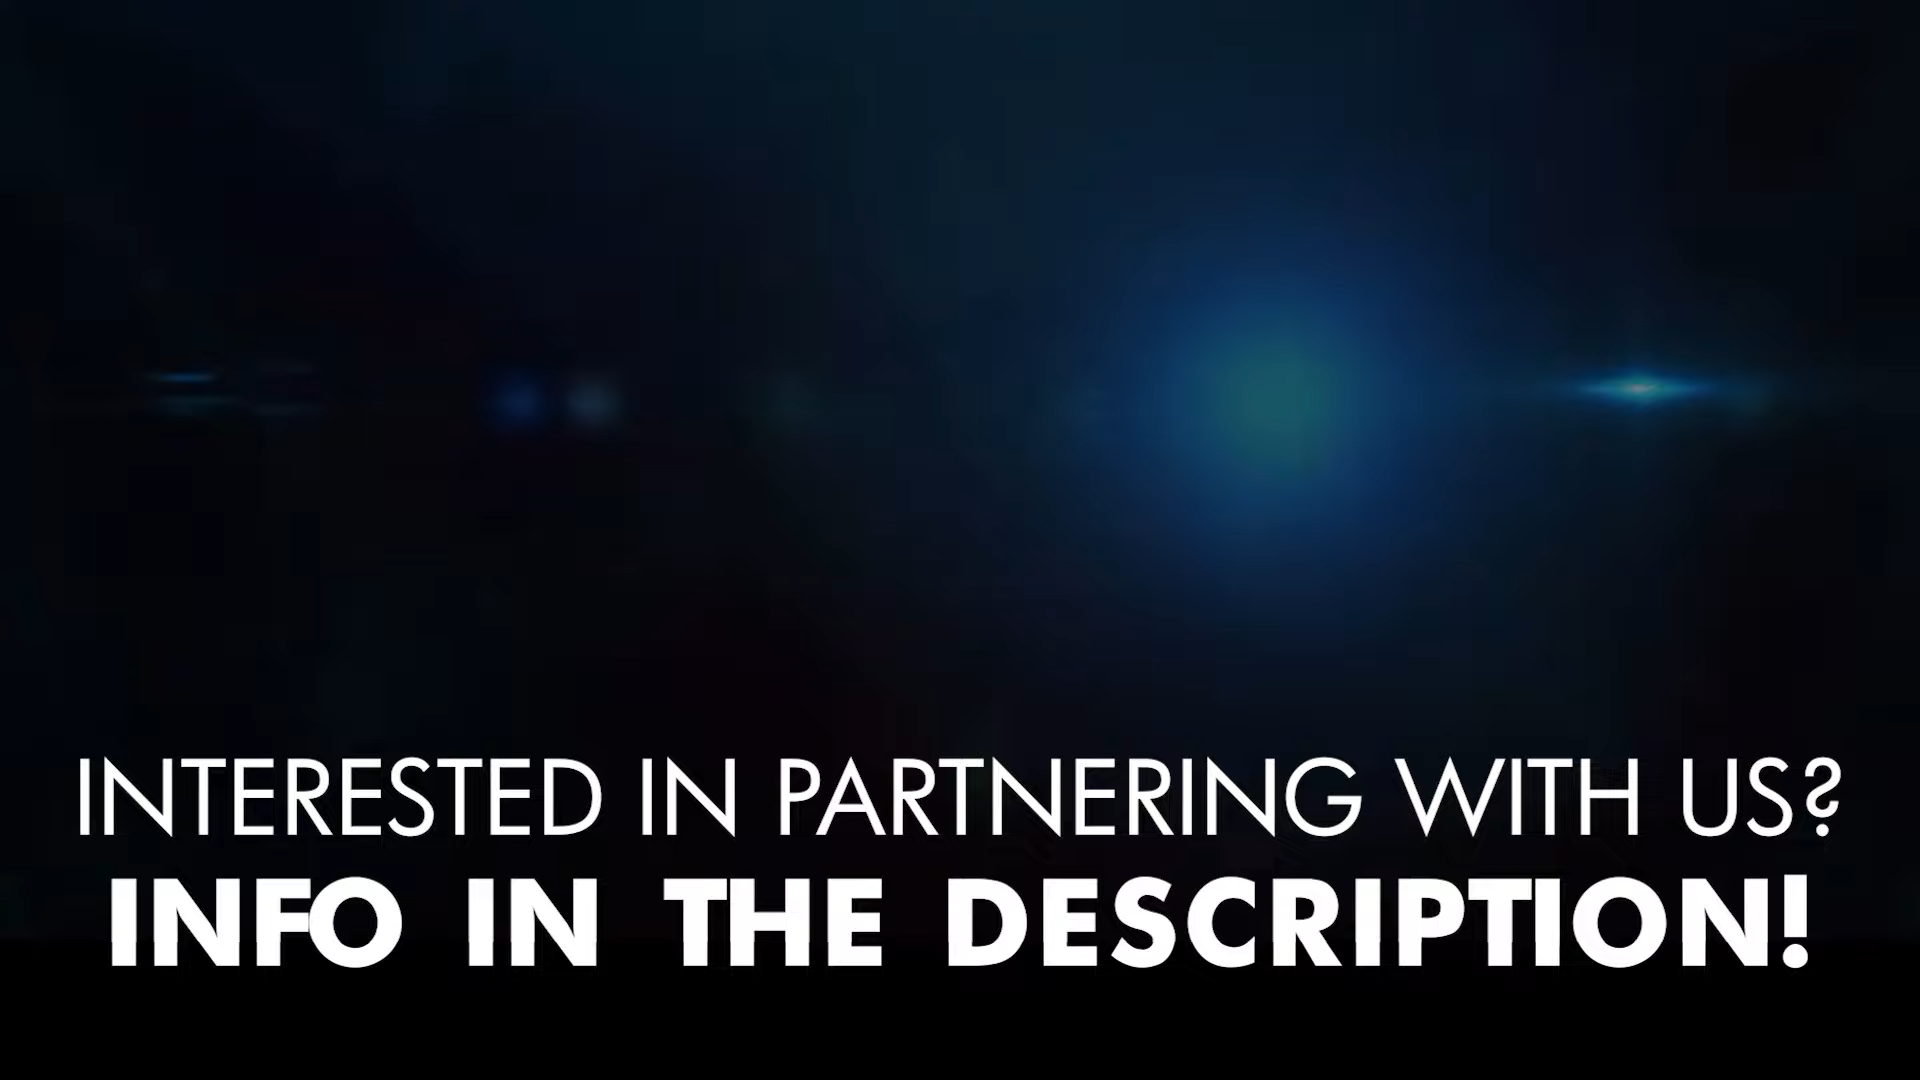 INTERESTED IN PARTNERING WITH US?
INFO IN THE DESCRIPTION!